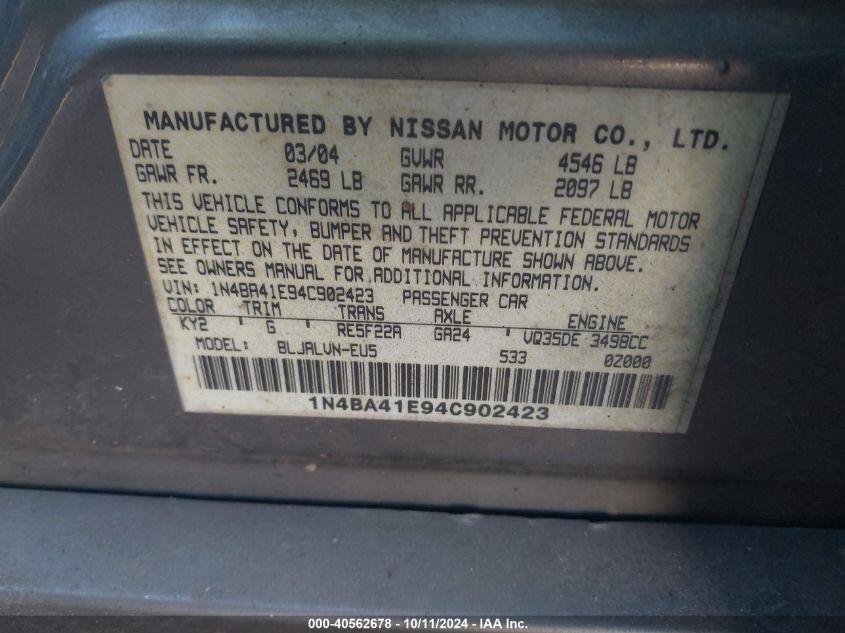 MANUFACTURED BY NISSAN MOTOR CO., LTD.
DATE 03/04 GVWR 4546 LB
GAWR FR. 2469 LB GAWR RR. 2097 LB
THIS VEHICLE CONFORMS TO ALL APPLICABLE FEDERAL MOTOR
VEHICLE SAFETY, BUMPER AND THEFT PREVENTION STANDARDS
IN EFFECT ON THE DATE OF MANUFACTURE SHOWN ABOVE.
SEE OWNERS MANUAL FOR ADDITIONAL INFORMATION.
VIN: 1N4BA41E94C902423 PASSENGER CAR
COLOR TRIM TRANS AXLE ENGINE
KY2 G RE5F22A GA24 VQ35DE 3498CC
MODEL: BLJALVN-EU5 533 0Z000
1N4BA41E94C902423
000-40562678 - 10/11/2024 - IAA Inc.